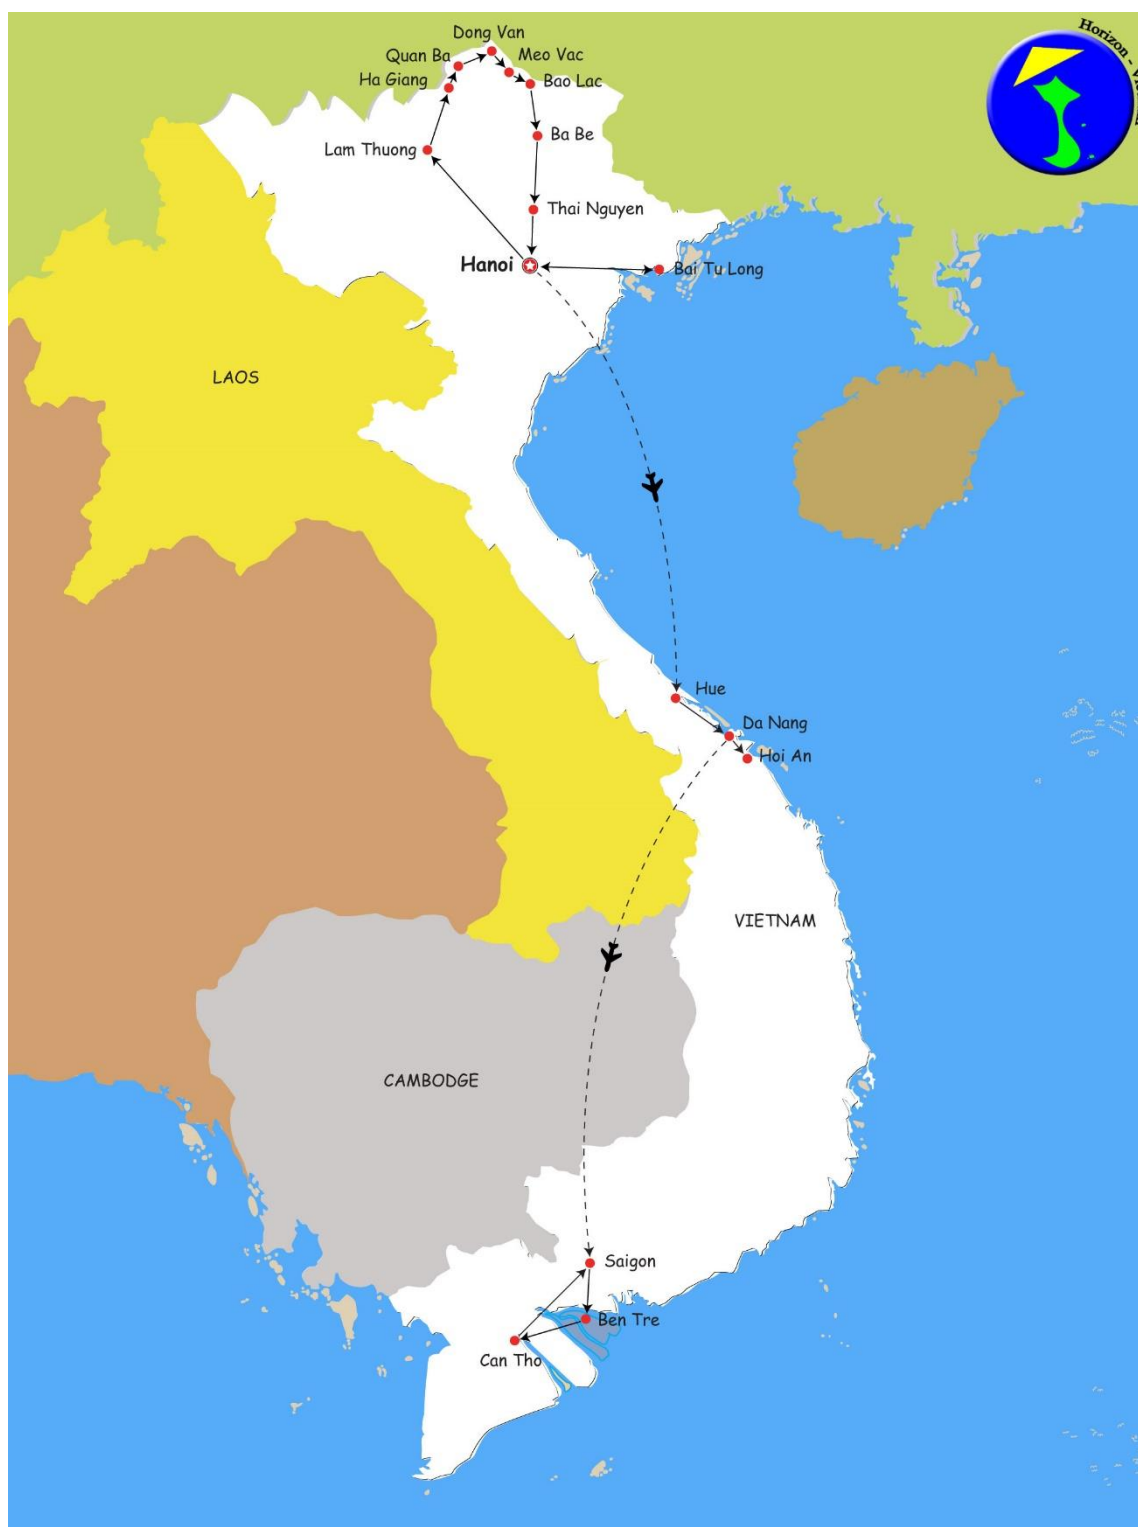 Horizon -
Dong Van
Quan Ba
Meo Vac
Ha Giang
Bao Lac
Ba Be
Lam Thuong
Thai Nguyen
Hanoi
Bai Tu Long
LAOS
Hue
Da Nang
Hoi An
VIETNAM
CAMBODGE
Saigon
Ben Tre
Can Tho